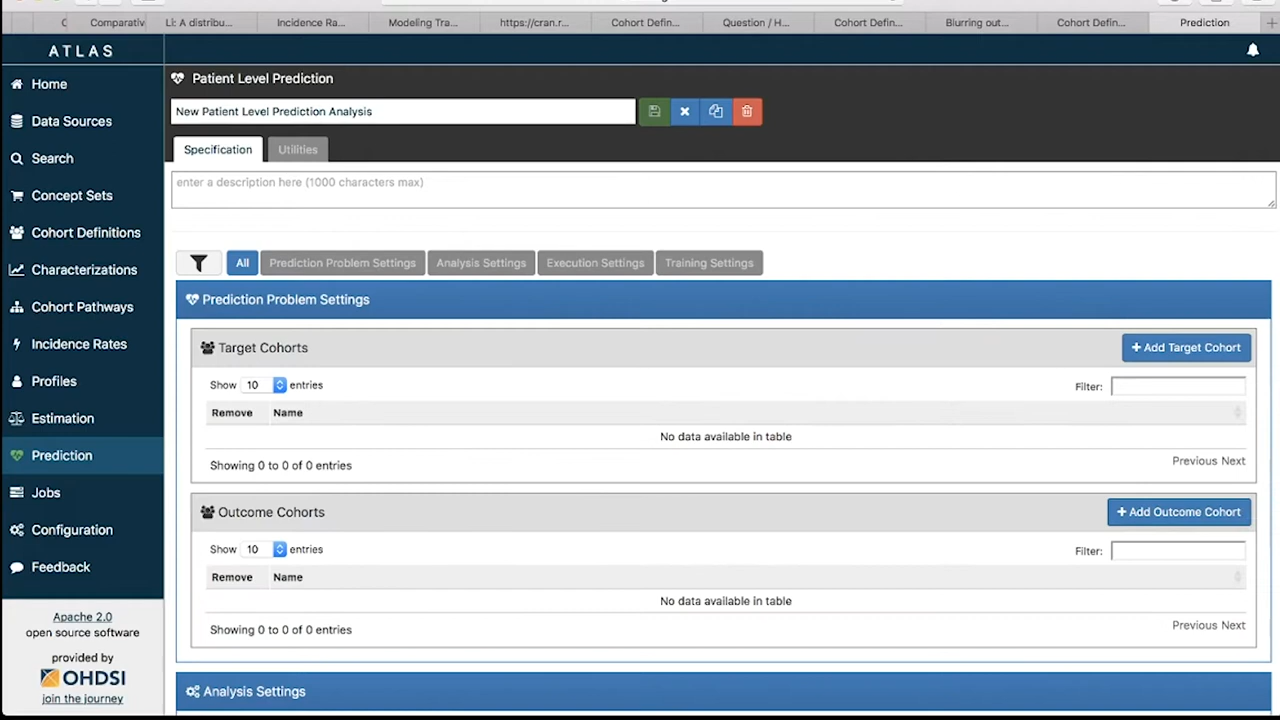 Comparativ
LI: A distribu...
Incidence Ra...
Modeling Tra...
https://cran.r...
Cohort Defin...
Question / H...
Cohort Defin...
Blurring out...
Cohort Defin...
Prediction
ATLAS
Home
Data Sources
Search
Concept Sets
Cohort Definitions
Characterizations
Cohort Pathways
Incidence Rates
Profiles
Estimation
Prediction
Jobs
Configuration
Feedback
Apache 2.0
open source software
provided by
OHDSI
join the journey
Patient Level Prediction
New Patient Level Prediction Analysis
Specification
Utilities
enter a description here (1000 characters max)
All
Prediction Problem Settings
Analysis Settings
Execution Settings
Training Settings
Prediction Problem Settings
Target Cohorts
+ Add Target Cohort
Show 10 entries
Filter:
Remove Name
No data available in table
Showing 0 to 0 of 0 entries
Previous Next
Outcome Cohorts
+ Add Outcome Cohort
Show 10 entries
Filter:
Remove Name
No data available in table
Showing 0 to 0 of 0 entries
Previous Next
Analysis Settings